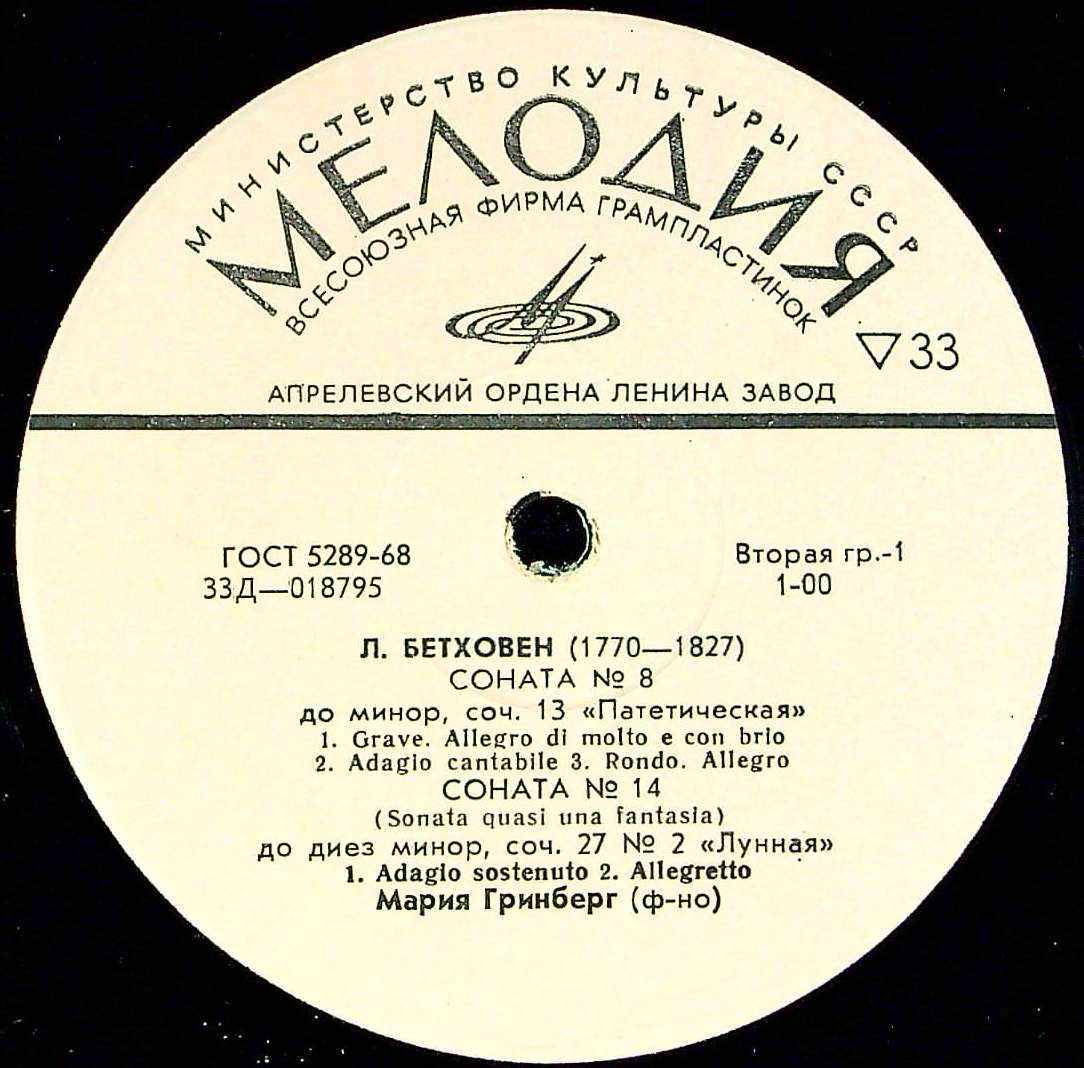 МИНИСТЕРСТВО КУЛЬТУРЫ СССР
МЕЛОДИЯ
ВСЕСОЮЗНАЯ ФИРМА ГРАМПЛАСТИНОК
▽33
АПРЕЛЕВСКИЙ ОРДЕНА ЛЕНИНА ЗАВОД
ГОСТ 5289-68
33Д—018795
Вторая гр.-1
1-00
Л. БЕТХОВЕН (1770—1827)
СОНАТА № 8
до минор, соч. 13 «Патетическая»
1. Grave. Allegro di molto e con brio
2. Adagio cantabile 3. Rondo. Allegro
СОНАТА № 14
(Sonata quasi una fantasia)
до диез минор, соч. 27 № 2 «Лунная»
1. Adagio sostenuto 2. Allegretto
Мария Гринберг (ф-но)